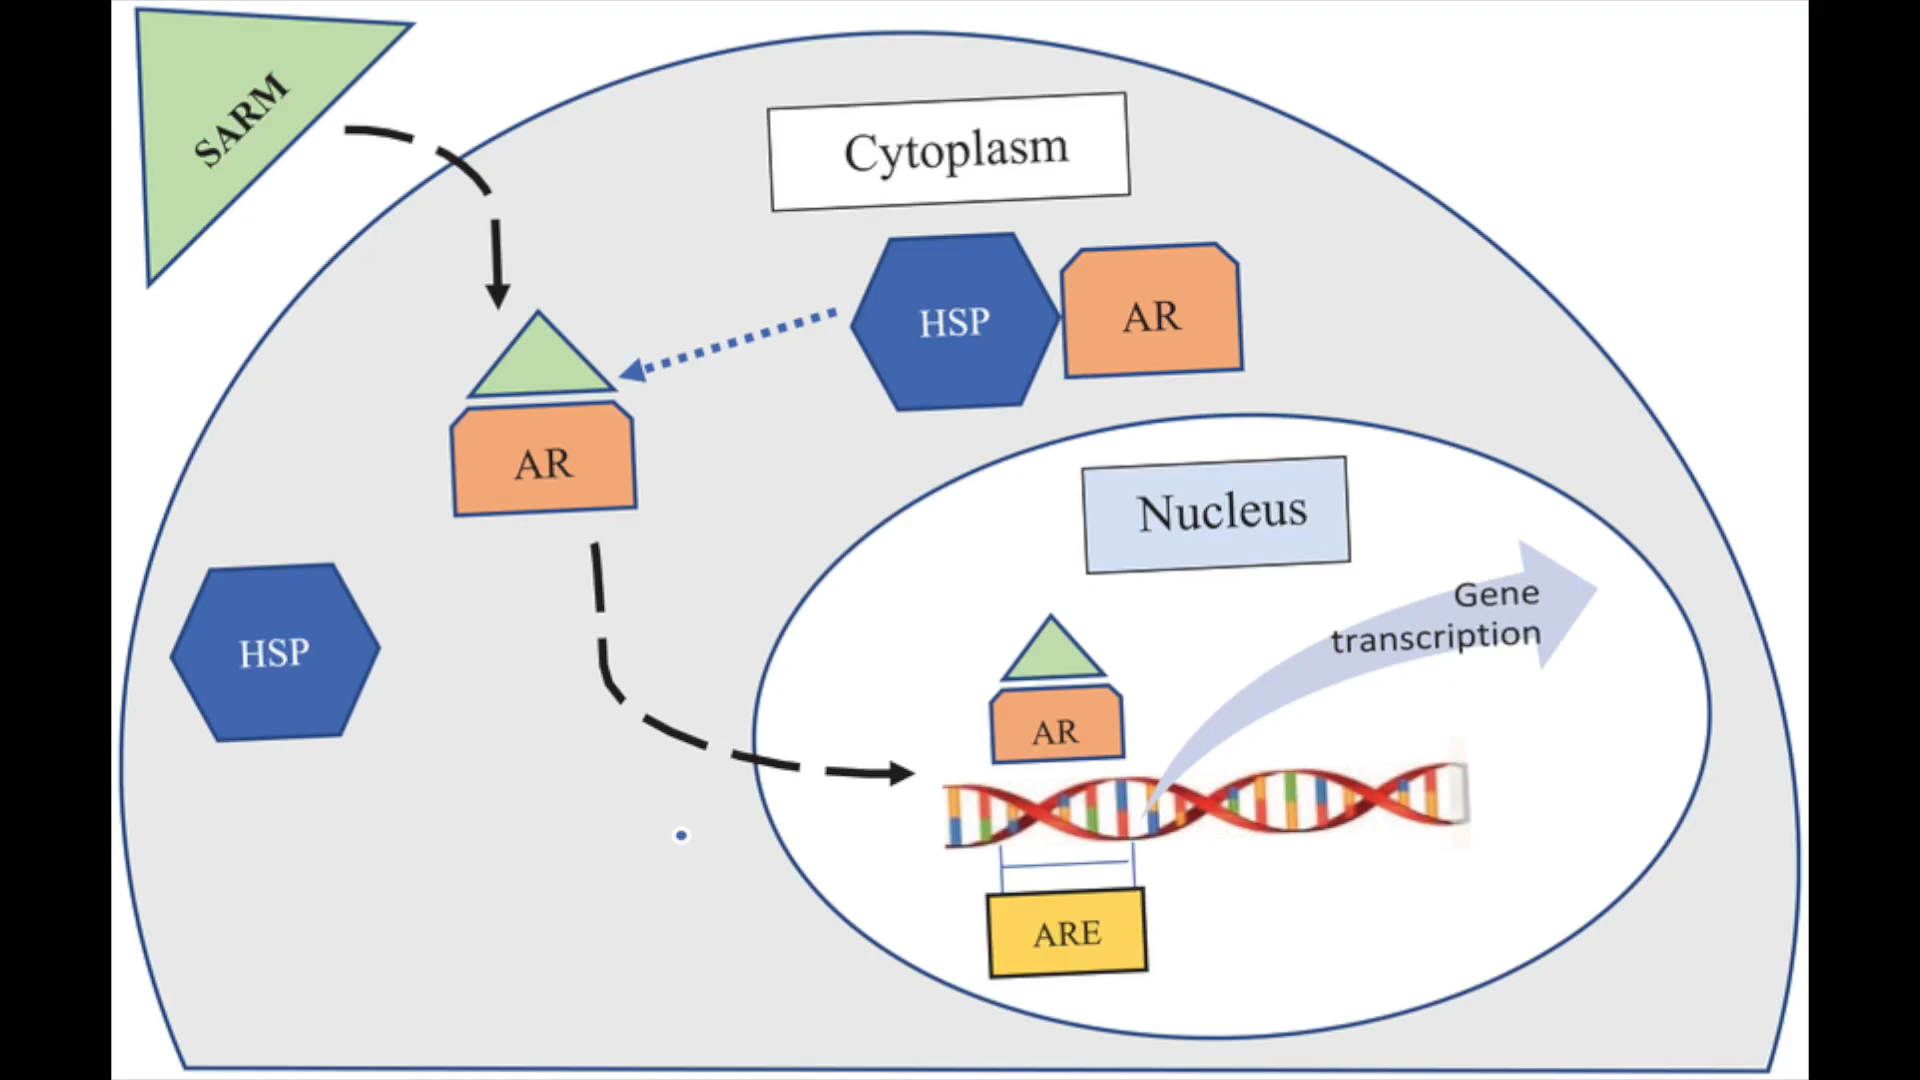 SARM
Cytoplasm
HSP
AR
AR
Nucleus
Gene
transcription
HSP
AR
ARE